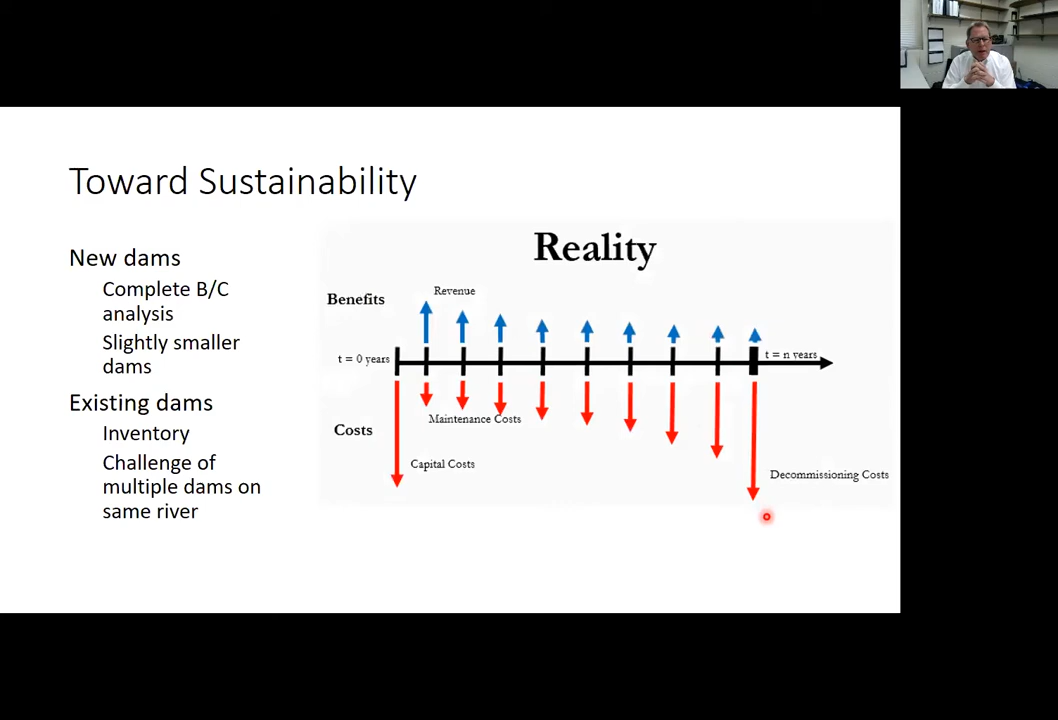 Toward Sustainability
New dams
Complete B/C
analysis
Slightly smaller
dams
Existing dams
Inventory
Challenge of
multiple dams on
same river
Reality
Benefits
Revenue
t = 0 years
t = n years
Maintenance Costs
Costs
Capital Costs
Decommissioning Costs